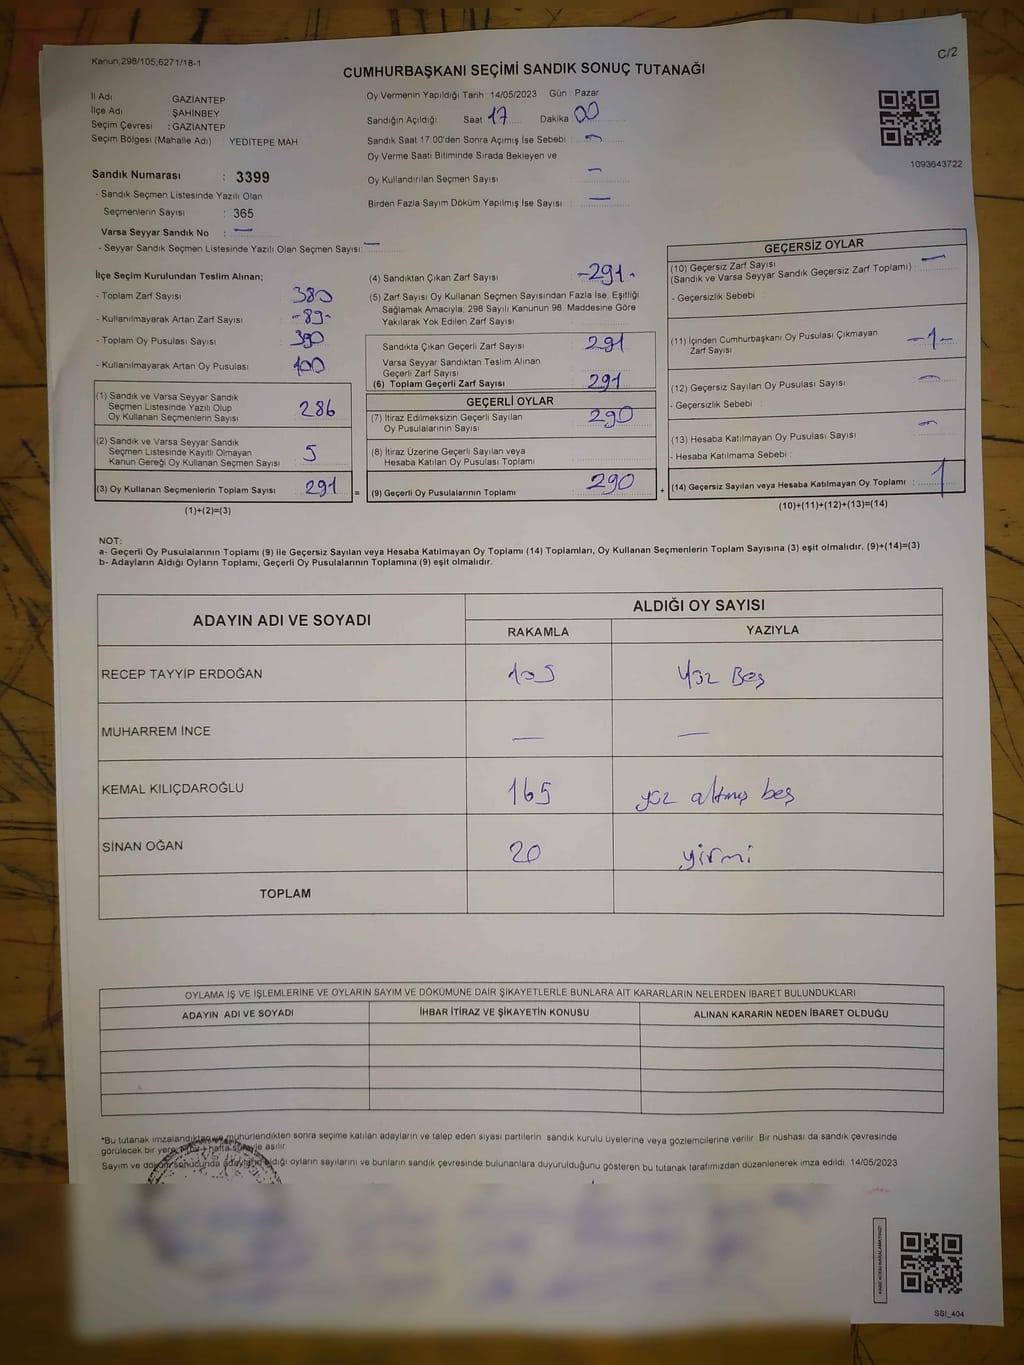 Kanun;298/105;6271/18-1
C/2
CUMHURBAŞKANI SEÇİMİ SANDIK SONUÇ TUTANAĞI
İl Adı GAZİANTEP
İlçe Adı ŞAHİNBEY
Seçim Çevresi : GAZİANTEP
Seçim Bölgesi (Mahalle Adı) YEDİTEPE MAH
Oy Vermenin Yapıldığı Tarih : 14/05/2023 Gün : Pazar
Sandığın Açıldığı Saat 17 Dakika 00
Sandık Saat 17:00'den Sonra Açımış İse Sebebi : —
Oy Verme Saati Bitiminde Sırada Bekleyen ve
Oy Kullandırılan Seçmen Sayısı —
Birden Fazla Sayım Döküm Yapılmış İse Sayısı : —
1093643722
Sandık Numarası : 3399
- Sandık Seçmen Listesinde Yazılı Olan
Seçmenlerin Sayısı : 365
Varsa Seyyar Sandık No : —
- Seyyar Sandık Seçmen Listesinde Yazılı Olan Seçmen Sayısı: —
İlçe Seçim Kurulundan Teslim Alınan;
- Toplam Zarf Sayısı 380
- Kullanılmayarak Artan Zarf Sayısı -89-
- Toplam Oy Pusulası Sayısı 390
- Kullanılmayarak Artan Oy Pusulası 100
(1) Sandık ve Varsa Seyyar Sandık
Seçmen Listesinde Yazılı Olup
Oy Kullanan Seçmenlerin Sayısı 286
(2) Sandık ve Varsa Seyyar Sandık
Seçmen Listesinde Kayıtlı Olmayan
Kanun Gereği Oy Kullanan Seçmen Sayısı 5
(3) Oy Kullanan Seçmenlerin Toplam Sayısı 291 =
(1)+(2)=(3)
(4) Sandıktan Çıkan Zarf Sayısı -291-
(5) Zarf Sayısı Oy Kullanan Seçmen Sayısından Fazla İse, Eşitliği
Sağlamak Amacıyla; 298 Sayılı Kanunun 98. Maddesine Göre
Yakılarak Yok Edilen Zarf Sayısı
Sandıkta Çıkan Geçerli Zarf Sayısı 291
Varsa Seyyar Sandıktan Teslim Alınan
Geçerli Zarf Sayısı
(6) Toplam Geçerli Zarf Sayısı 291
GEÇERLİ OYLAR
(7) İtiraz Edilmeksizin Geçerli Sayılan
Oy Pusulalarının Sayısı 290
(8) İtiraz Üzerine Geçerli Sayılan veya
Hesaba Katılan Oy Pusulası Toplamı
(9) Geçerli Oy Pusulalarının Toplamı 290 +
GEÇERSİZ OYLAR
(10) Geçersiz Zarf Sayısı —
(Sandık ve Varsa Seyyar Sandık Geçersiz Zarf Toplamı)
- Geçersizlik Sebebi
(11) İçinden Cumhurbaşkanı Oy Pusulası Çıkmayan
Zarf Sayısı -1-
(12) Geçersiz Sayılan Oy Pusulası Sayısı —
- Geçersizlik Sebebi :
(13) Hesaba Katılmayan Oy Pusulası Sayısı —
- Hesaba Katılmama Sebebi :
(14) Geçersiz Sayılan veya Hesaba Katılmayan Oy Toplamı : 1
(10)+(11)+(12)+(13)=(14)
NOT:
a- Geçerli Oy Pusulalarının Toplamı (9) ile Geçersiz Sayılan veya Hesaba Katılmayan Oy Toplamı (14) Toplamları, Oy Kullanan Seçmenlerin Toplam Sayısına (3) eşit olmalıdır. (9)+(14)=(3)
b- Adayların Aldığı Oyların Toplamı, Geçerli Oy Pusulalarının Toplamına (9) eşit olmalıdır.
ADAYIN ADI VE SOYADI ALDIĞI OY SAYISI
RAKAMLA YAZIYLA
RECEP TAYYİP ERDOĞAN 105 Yüz Beş
MUHARREM İNCE — —
KEMAL KILIÇDAROĞLU 165 yüz altmış beş
SİNAN OĞAN 20 yirmi
TOPLAM
OYLAMA İŞ VE İŞLEMLERİNE VE OYLARIN SAYIM VE DÖKÜMÜNE DAİR ŞİKAYETLERLE BUNLARA AİT KARARLARIN NELERDEN İBARET BULUNDUKLARI
ADAYIN ADI VE SOYADI İHBAR İTİRAZ VE ŞİKAYETİN KONUSU ALINAN KARARIN NEDEN İBARET OLDUĞU
*Bu tutanak imzalandıktan ve mühürlendikten sonra seçime katılan adayların ve talep eden siyasi partilerin sandık kurulu üyelerine veya gözlemcilerine verilir. Bir nüshası da sandık çevresinde
görülecek bir yere bir hafta süreyle asılır.
Sayım ve döküm sonucunda adayların aldığı oyların sayılarını ve bunların sandık çevresinde bulunanlara duyurulduğunu gösteren bu tutanak tarafımızdan düzenlenerek imza edildi. 14/05/2023
SSI_404